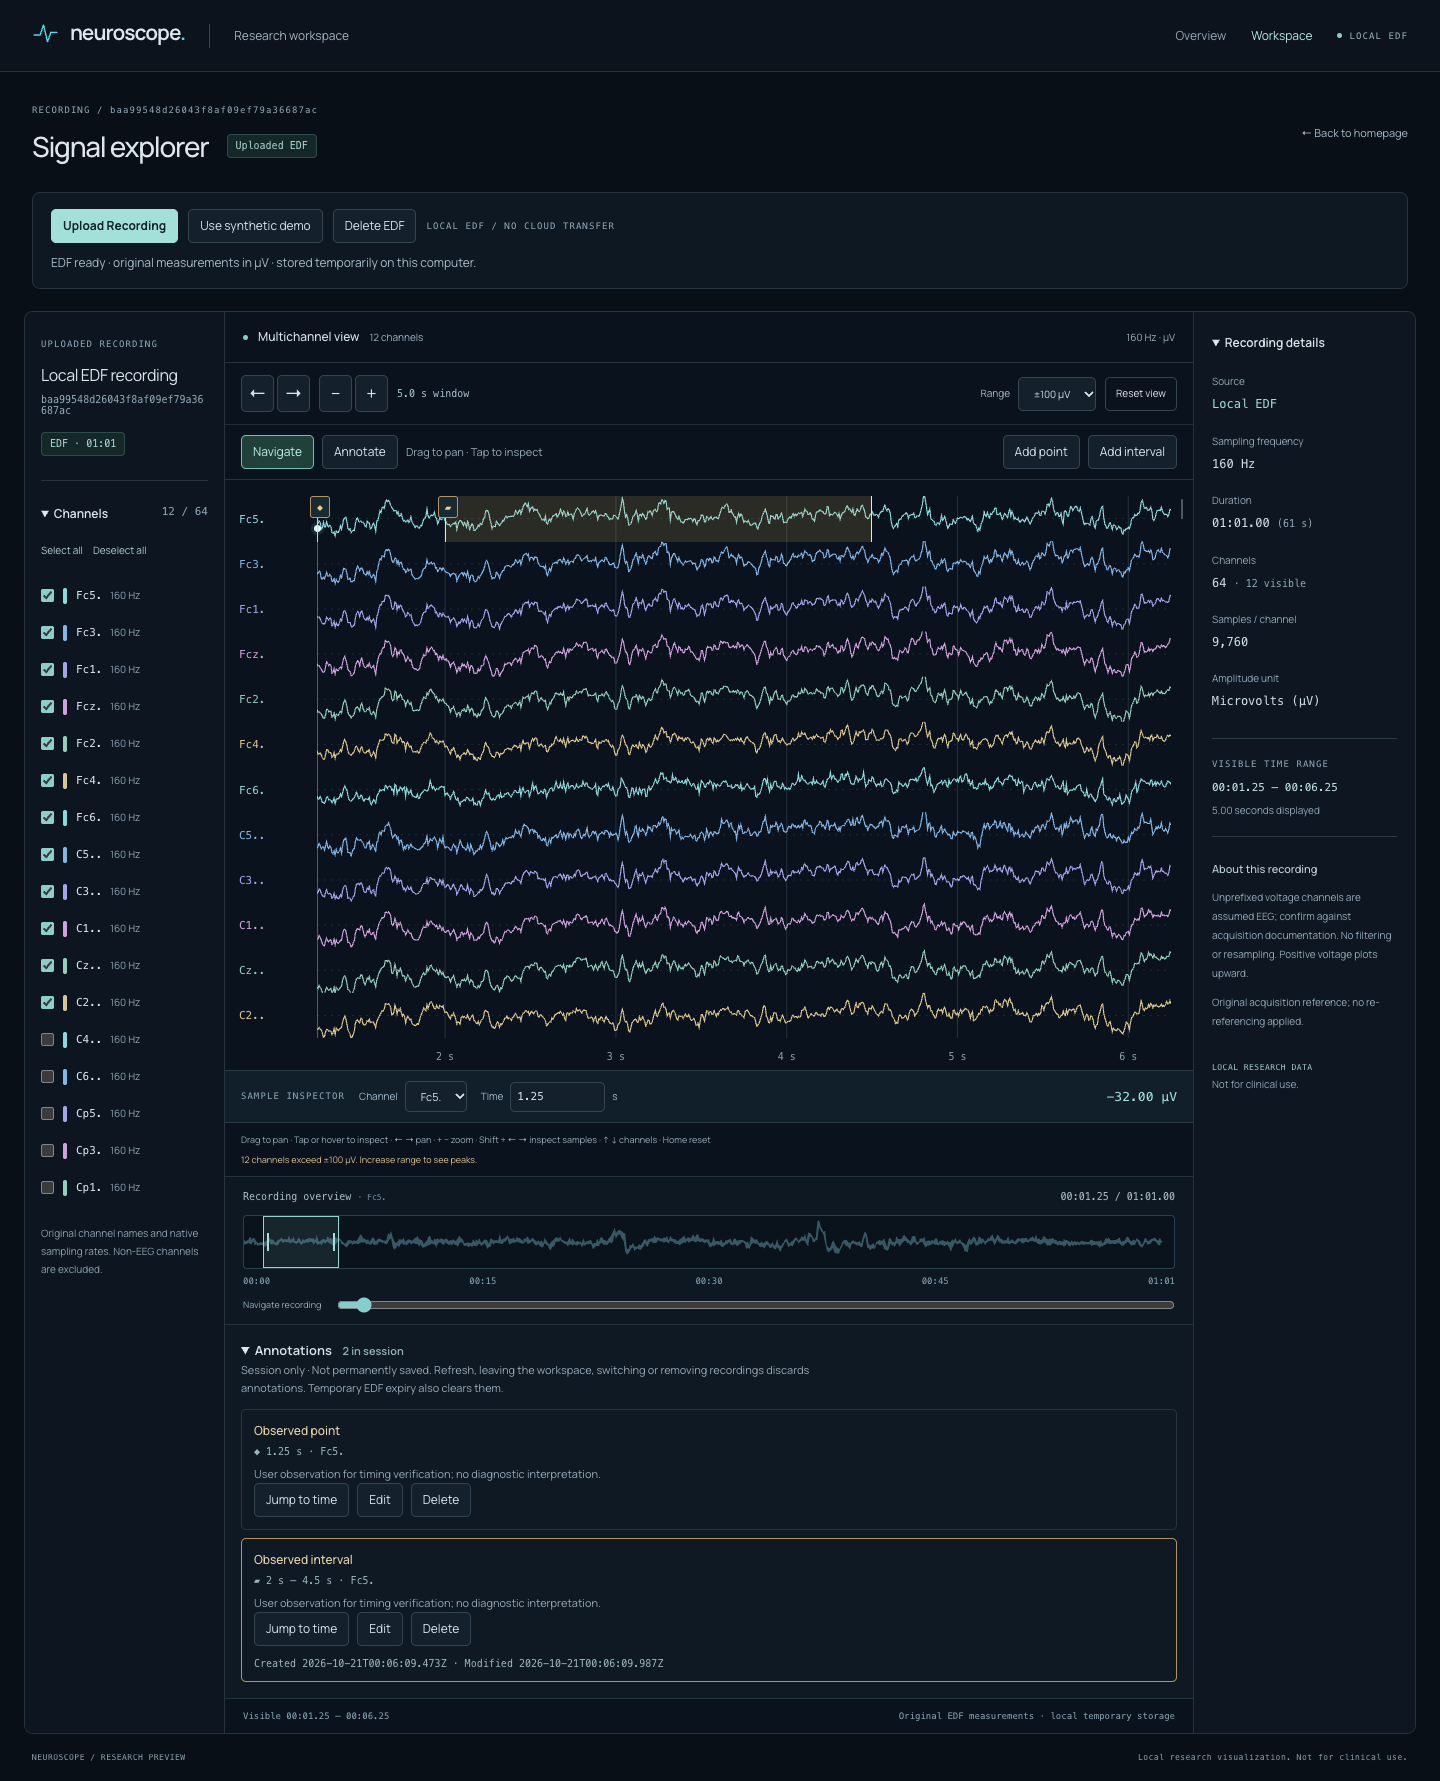 neuroscope.
Research workspace
Overview
Workspace
LOCAL EDF
RECORDING / baa99548d26043f8af09ef79a36687ac
Signal explorer
Uploaded EDF
← Back to homepage
Upload Recording
Use synthetic demo
Delete EDF
LOCAL EDF / NO CLOUD TRANSFER
EDF ready · original measurements in µV · stored temporarily on this computer.
UPLOADED RECORDING
Local EDF recording
baa99548d26043f8af09ef79a36
687ac
EDF · 01:01
▼ Channels
12 / 64
Select all
Deselect all
Fc5. 160 Hz
Fc3. 160 Hz
Fc1. 160 Hz
Fcz. 160 Hz
Fc2. 160 Hz
Fc4. 160 Hz
Fc6. 160 Hz
C5.. 160 Hz
C3.. 160 Hz
C1.. 160 Hz
Cz.. 160 Hz
C2.. 160 Hz
C4.. 160 Hz
C6.. 160 Hz
Cp5. 160 Hz
Cp3. 160 Hz
Cp1. 160 Hz
Original channel names and native
sampling rates. Non-EEG channels
are excluded.
Multichannel view
12 channels
160 Hz · µV
← → − +
5.0 s window
Range
±100 µV
Reset view
Navigate
Annotate
Drag to pan · Tap to inspect
Add point
Add interval
Fc5.
Fc3.
Fc1.
Fcz.
Fc2.
Fc4.
Fc6.
C5..
C3..
C1..
Cz..
C2..
2 s
3 s
4 s
5 s
6 s
SAMPLE INSPECTOR
Channel
Fc5.
Time
1.25
s
−32.00 µV
Drag to pan · Tap or hover to inspect · ← → pan · + − zoom · Shift + ← → inspect samples · ↑ ↓ channels · Home reset
12 channels exceed ±100 µV. Increase range to see peaks.
Recording overview · Fc5.
00:01.25 / 01:01.00
00:00
00:15
00:30
00:45
01:01
Navigate recording
▼ Annotations
2 in session
Session only · Not permanently saved. Refresh, leaving the workspace, switching or removing recordings discards
annotations. Temporary EDF expiry also clears them.
Observed point
◆ 1.25 s · Fc5.
User observation for timing verification; no diagnostic interpretation.
Jump to time
Edit
Delete
Observed interval
▰ 2 s – 4.5 s · Fc5.
User observation for timing verification; no diagnostic interpretation.
Jump to time
Edit
Delete
Created 2026-10-21T00:06:09.473Z · Modified 2026-10-21T00:06:09.987Z
Visible 00:01.25 – 00:06.25
Original EDF measurements · local temporary storage
▼ Recording details
Source
Local EDF
Sampling frequency
160 Hz
Duration
01:01.00 (61 s)
Channels
64 · 12 visible
Samples / channel
9,760
Amplitude unit
Microvolts (µV)
VISIBLE TIME RANGE
00:01.25 – 00:06.25
5.00 seconds displayed
About this recording
Unprefixed voltage channels are
assumed EEG; confirm against
acquisition documentation. No filtering
or resampling. Positive voltage plots
upward.
Original acquisition reference; no re-
referencing applied.
LOCAL RESEARCH DATA
Not for clinical use.
NEUROSCOPE / RESEARCH PREVIEW
Local research visualization. Not for clinical use.